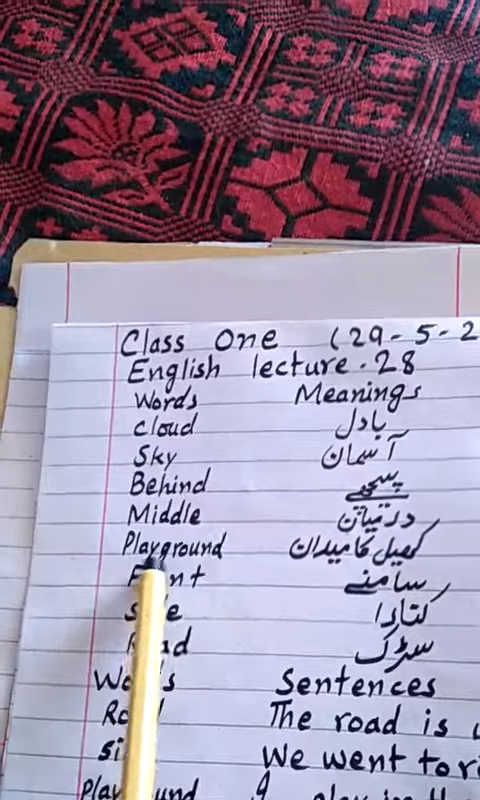 Class One (29-5-2
English lecture.28
Words Meanings
Cloud بادل
Sky آسمان
Behind پیچھے
Middle درمیان
Playground کھیل کا میدان
سامنے
کنارا
سڑک
Sentences
The road is
We went to